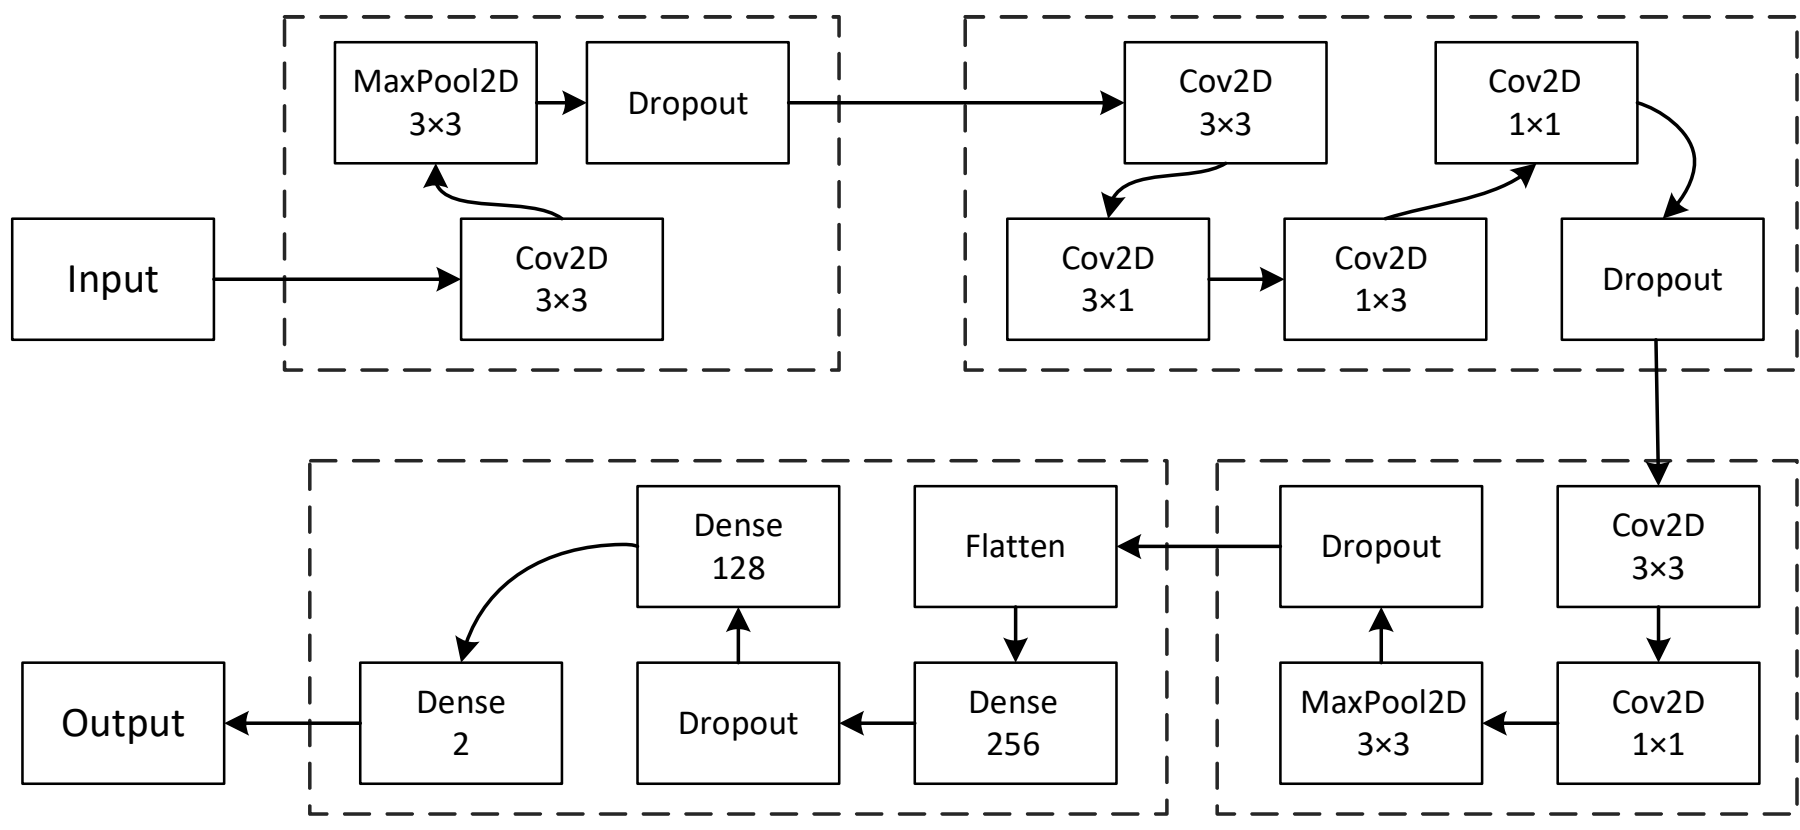 Input
Cov2D
3×3
MaxPool2D
3×3
Dropout
Cov2D
3×3
Cov2D
3×1
Cov2D
1×3
Cov2D
1×1
Dropout
Cov2D
3×3
Cov2D
1×1
MaxPool2D
3×3
Dropout
Flatten
Dense
256
Dropout
Dense
128
Dense
2
Output